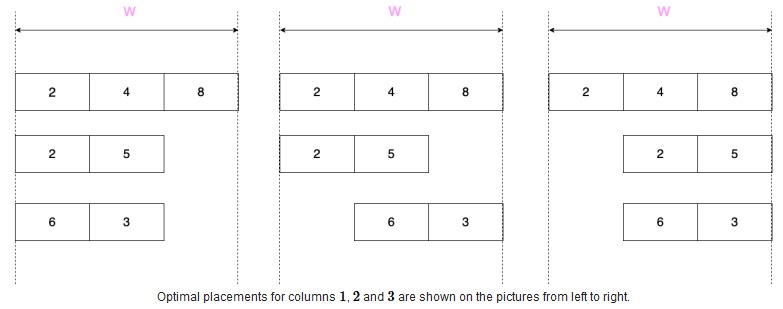 W W W
2 4 8 2 4 8 2 4 8
2 5 2 5 2 5
6 3 6 3 6 3
Optimal placements for columns 1, 2 and 3 are shown on the pictures from left to right.